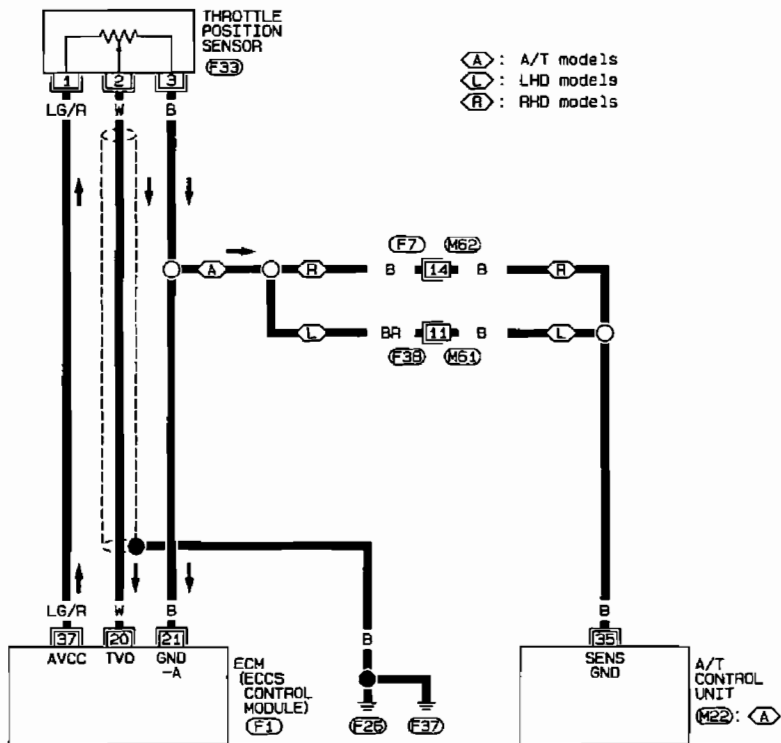 THROTTLE
POSITION
SENSOR
F33
1 2 3
LG/R W B
A : A/T models
L : LHD models
R : RHD models
F7 M62
A R B 14 B R
L BR 11 B L
F38 M61
LG/R W B
B
B
37 20 21
AVCC TVO GND
-A
ECM
(ECCS
CONTROL
MODULE)
F1
F26 F37
35
SENS
GND
A/T
CONTROL
UNIT
M22 : A